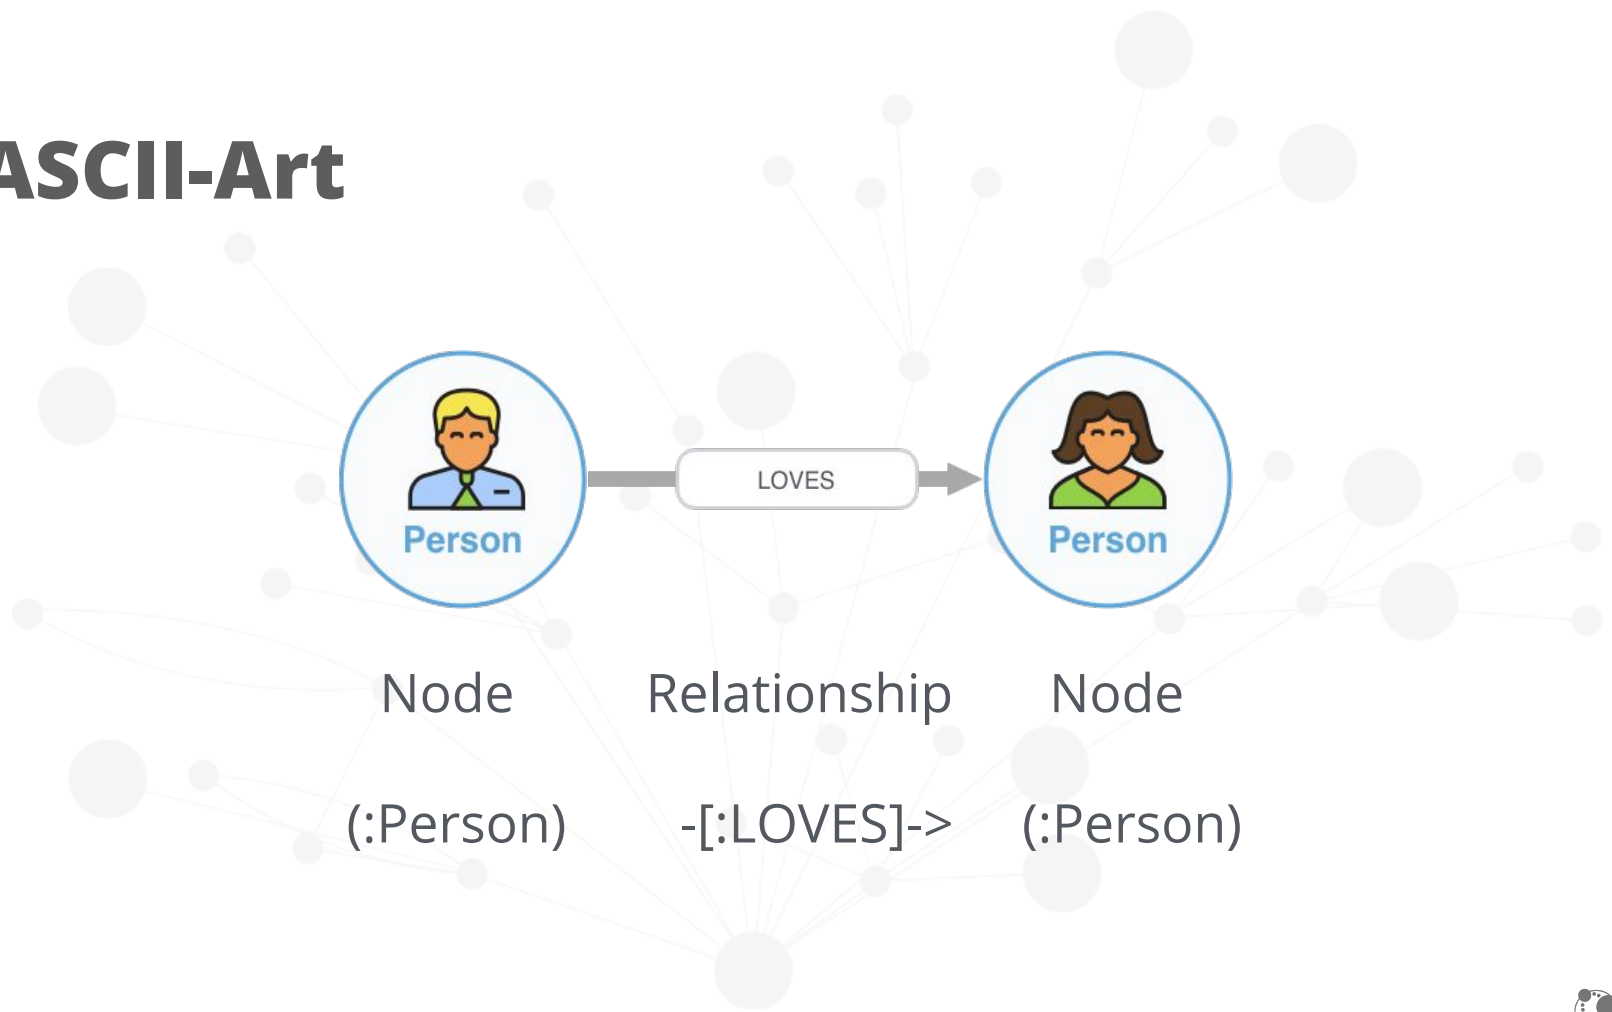 ASCII-Art
LOVES
Person Person
Node Relationship Node
(:Person) -[:LOVES]-> (:Person)